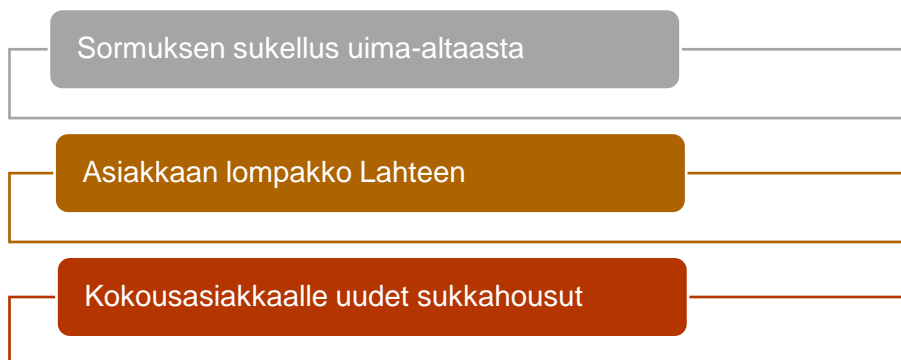 Sormuksen sukellus uima-altaasta
Asiakkaan lompakko Lahteen
Kokousasiakkaalle uudet sukkahousut